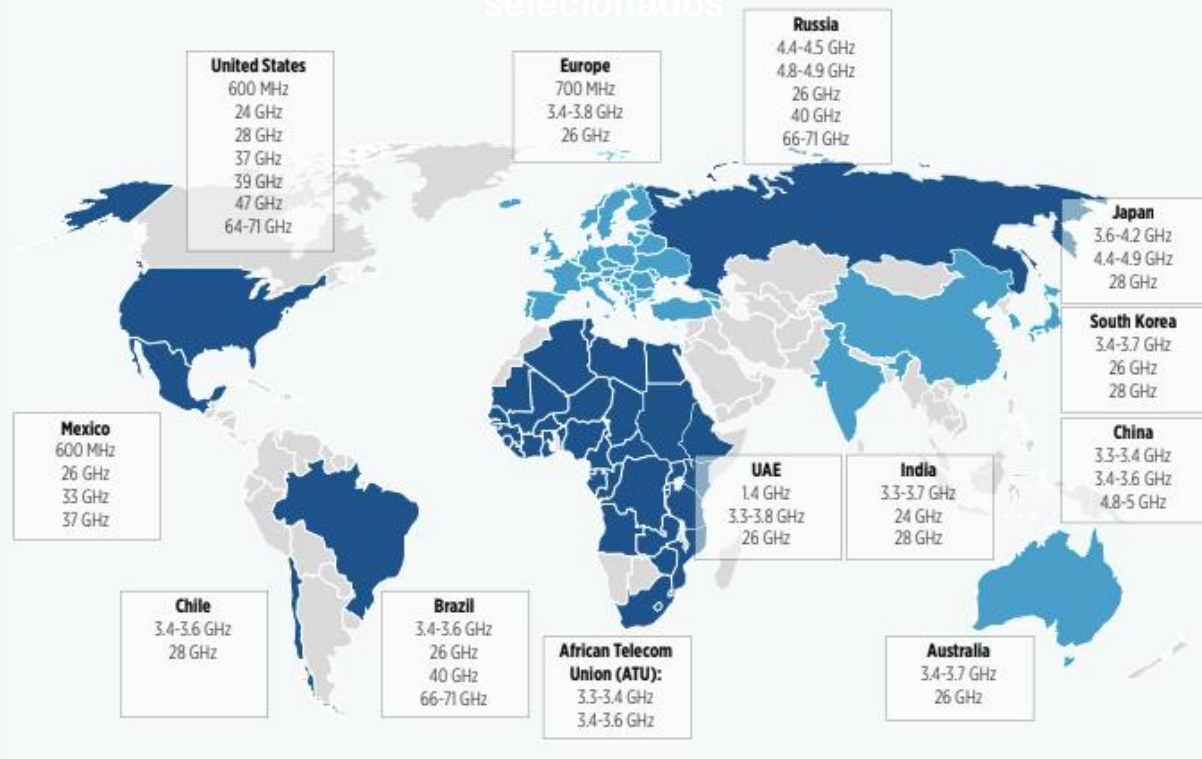 selecionados
United States
600 MHz
24 GHz
28 GHz
37 GHz
39 GHz
47 GHz
64-71 GHz
Europe
700 MHz
3.4-3.8 GHz
26 GHz
Russia
4.4-4.5 GHz
4.8-4.9 GHz
26 GHz
40 GHz
66-71 GHz
Japan
3.6-4.2 GHz
4.4-4.9 GHz
28 GHz
South Korea
3.4-3.7 GHz
26 GHz
28 GHz
China
3.3-3.4 GHz
3.4-3.6 GHz
4.8-5 GHz
Mexico
600 MHz
26 GHz
33 GHz
37 GHz
UAE
1.4 GHz
3.3-3.8 GHz
26 GHz
India
3.3-3.7 GHz
24 GHz
28 GHz
Chile
3.4-3.6 GHz
28 GHz
Brazil
3.4-3.6 GHz
26 GHz
40 GHz
66-71 GHz
African Telecom
Union (ATU):
3.3-3.4 GHz
3.4-3.6 GHz
Australia
3.4-3.7 GHz
26 GHz